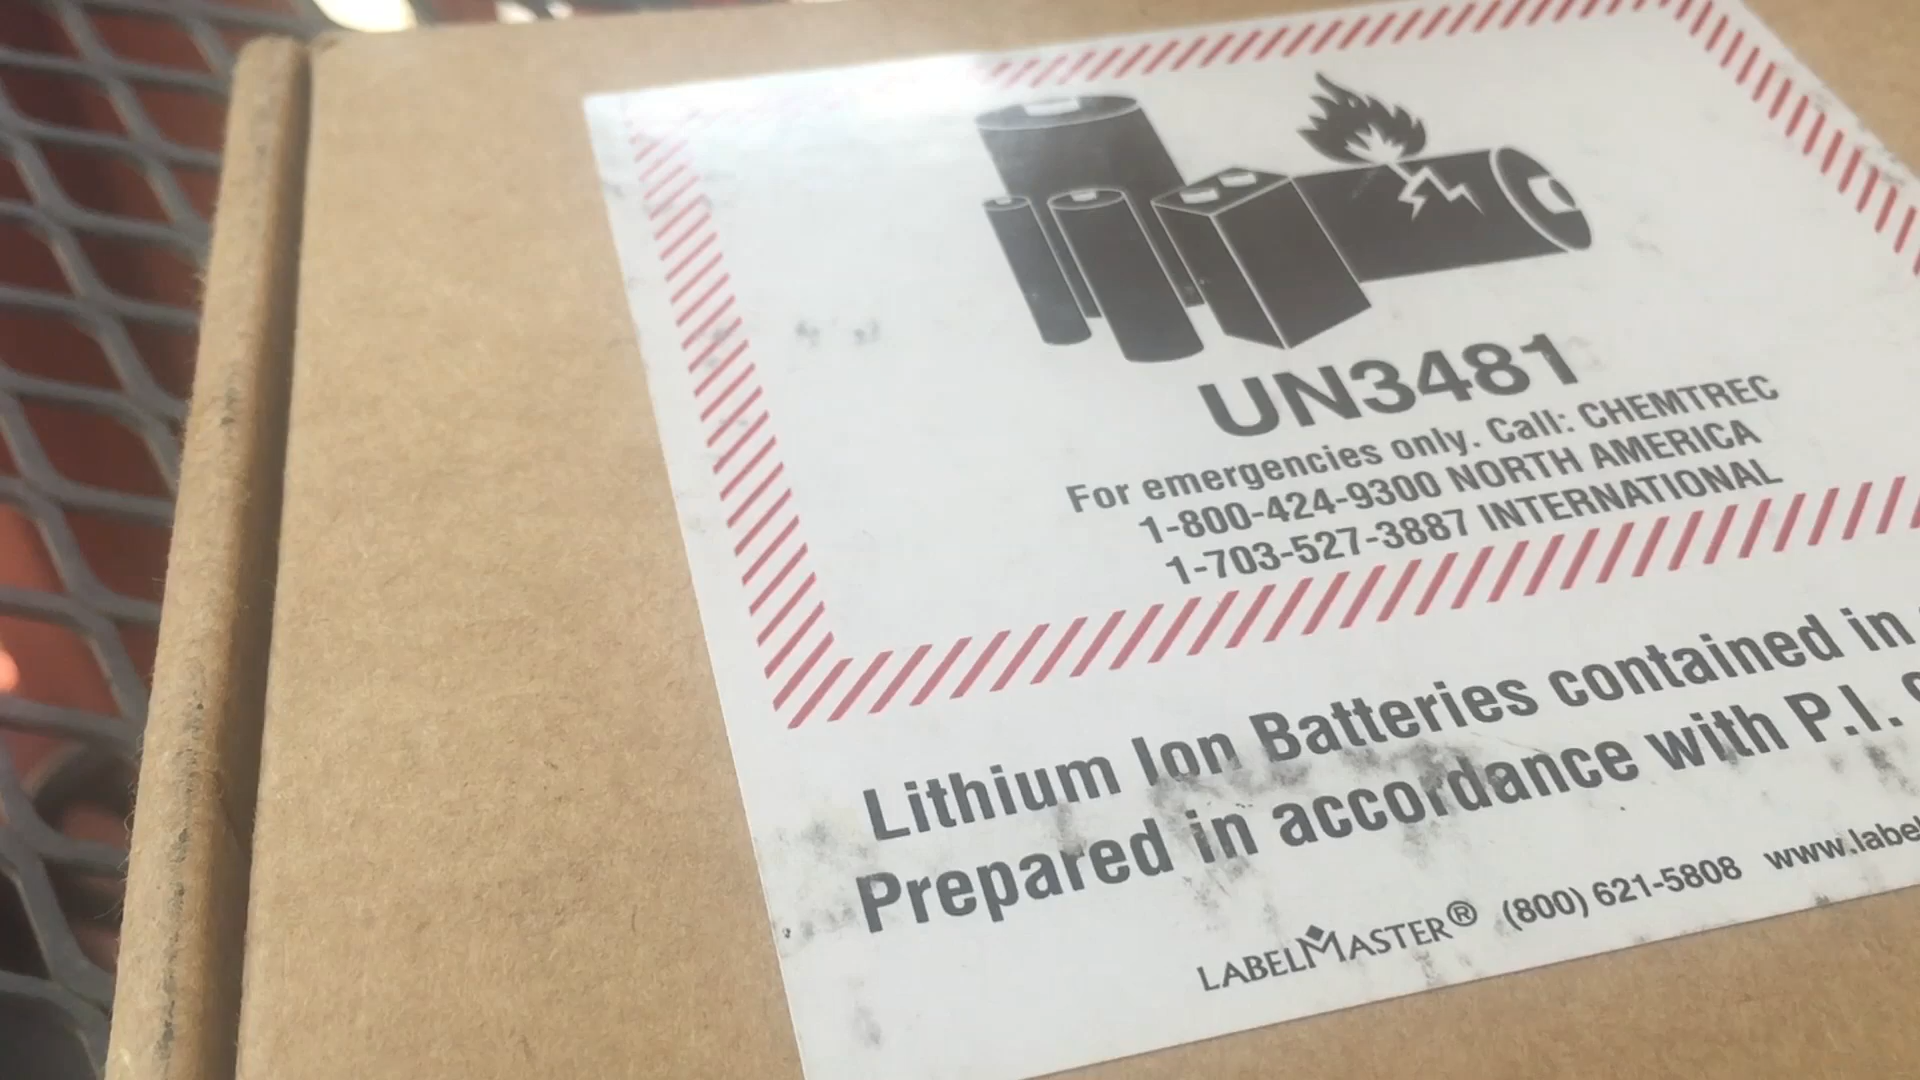 UN3481
For emergencies only. Call: CHEMTREC
1-800-424-9300 NORTH AMERICA
1-703-527-3887 INTERNATIONAL
Lithium Ion Batteries contained in
Prepared in accordance with P.I.
LABELMASTER® (800) 621-5808 www.label